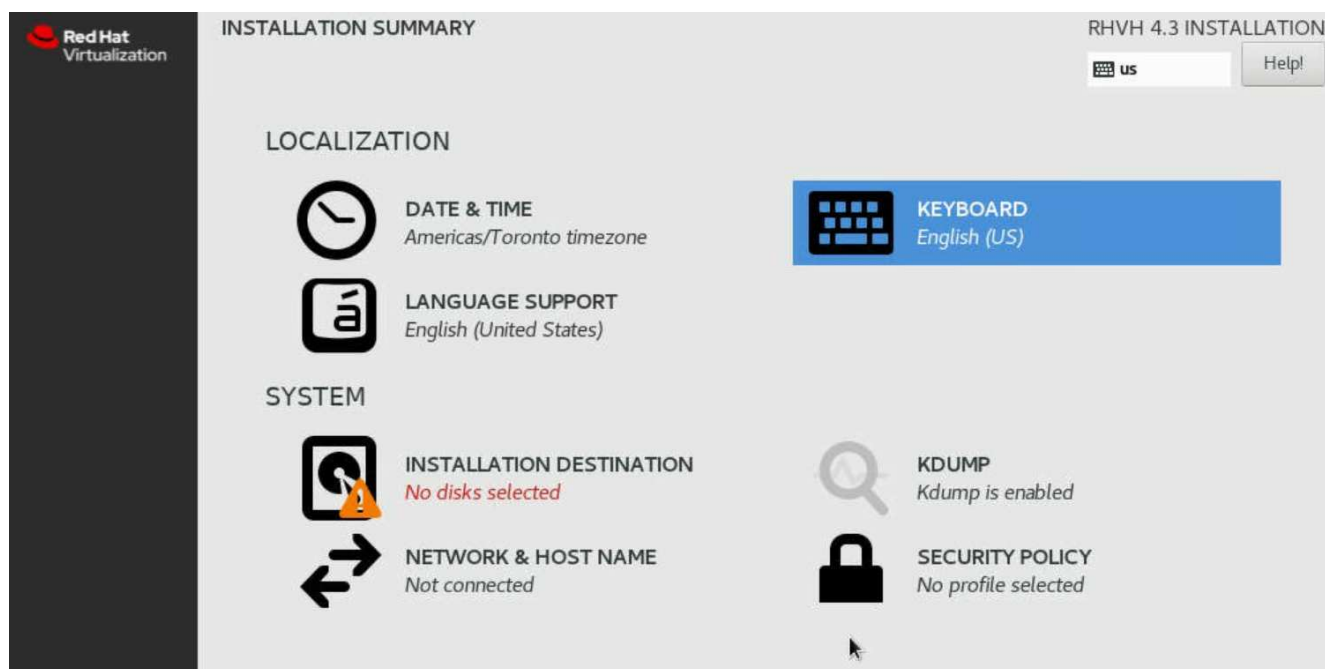 Red Hat
Virtualization
INSTALLATION SUMMARY
RHVH 4.3 INSTALLATION
us
Help!
LOCALIZATION
DATE & TIME
Americas/Toronto timezone
KEYBOARD
English (US)
á
LANGUAGE SUPPORT
English (United States)
SYSTEM
INSTALLATION DESTINATION
No disks selected
KDUMP
Kdump is enabled
NETWORK & HOST NAME
Not connected
SECURITY POLICY
No profile selected